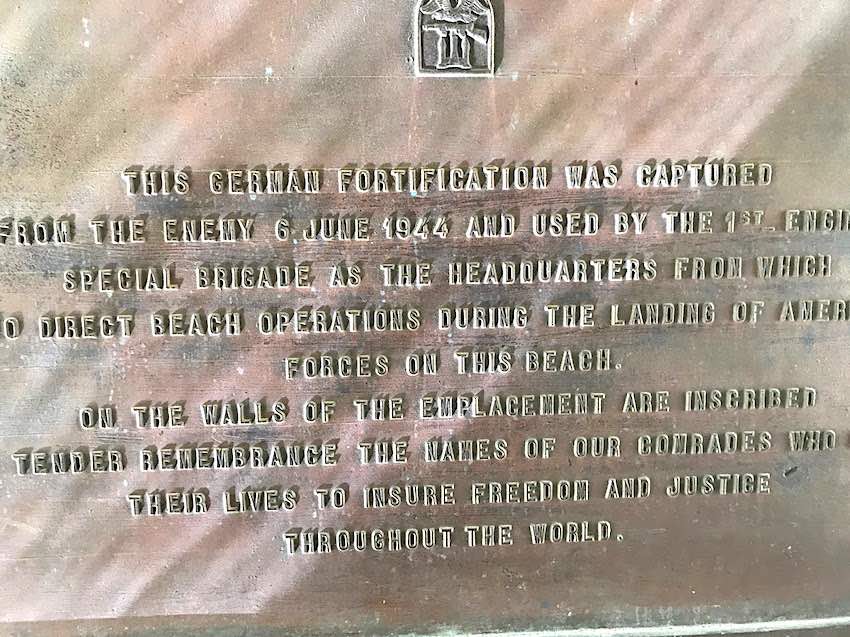 THIS GERMAN FORTIFICATION WAS CAPTURED
FROM THE ENEMY 6 JUNE 1944 AND USED BY THE 1ST. ENGI
SPECIAL BRIGADE AS THE HEADQUARTERS FROM WHICH
O DIRECT BEACH OPERATIONS DURING THE LANDING OF AMER
FORCES ON THIS BEACH.
ON THE WALLS OF THE EMPLACEMENT ARE INSCRIBED
TENDER REMEMBRANCE THE NAMES OF OUR COMRADES WHO
THEIR LIVES TO INSURE FREEDOM AND JUSTICE
THROUGHOUT THE WORLD.